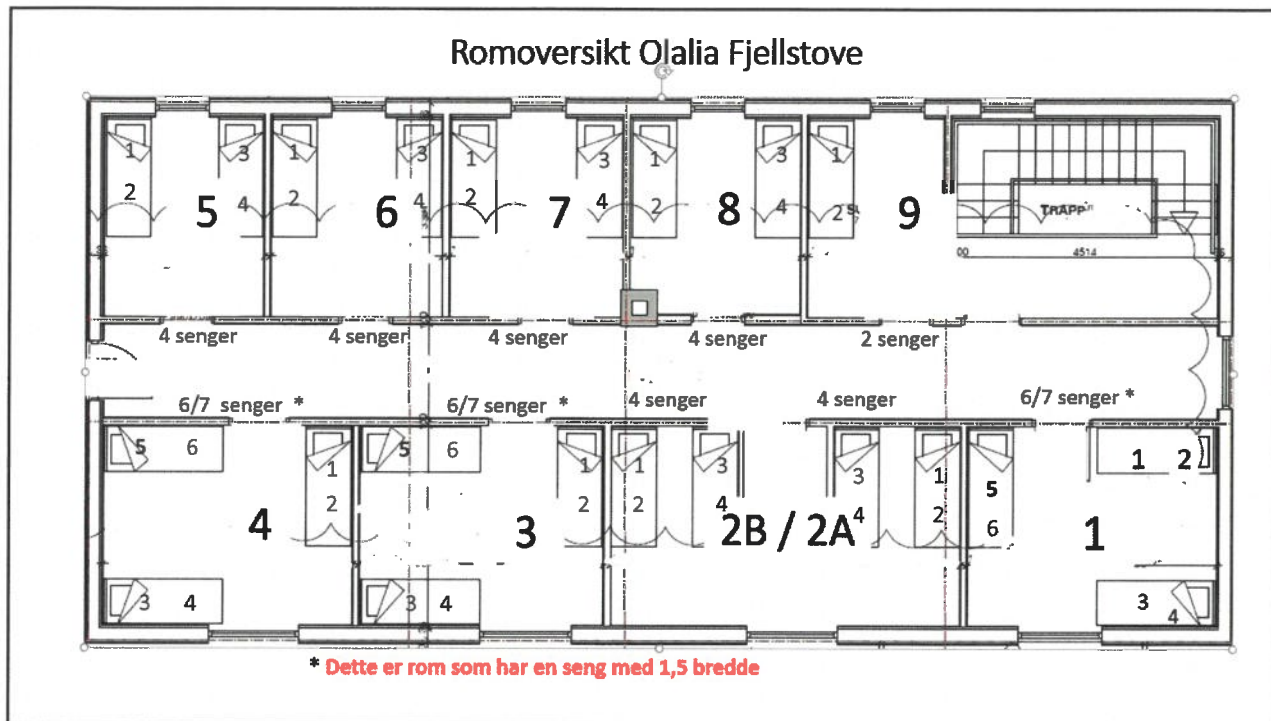 Romoversikt Olalia Fjellstove
1 3 1 3 1 3 1 3 1
2 4 2 4 2 4 2 4 2
5 6 7 8 9
TRAPP
4514
4 senger 4 senger 4 senger 4 senger 2 senger
6/7 senger * 6/7 senger * 4 senger 4 senger 6/7 senger *
5 6 1 5 6 1 1 3 3 1 5 1 2
2 2 2 4 4 2 6
4 3 2B / 2A 1
3 4 3 4 3 4
* Dette er rom som har en seng med 1,5 bredde